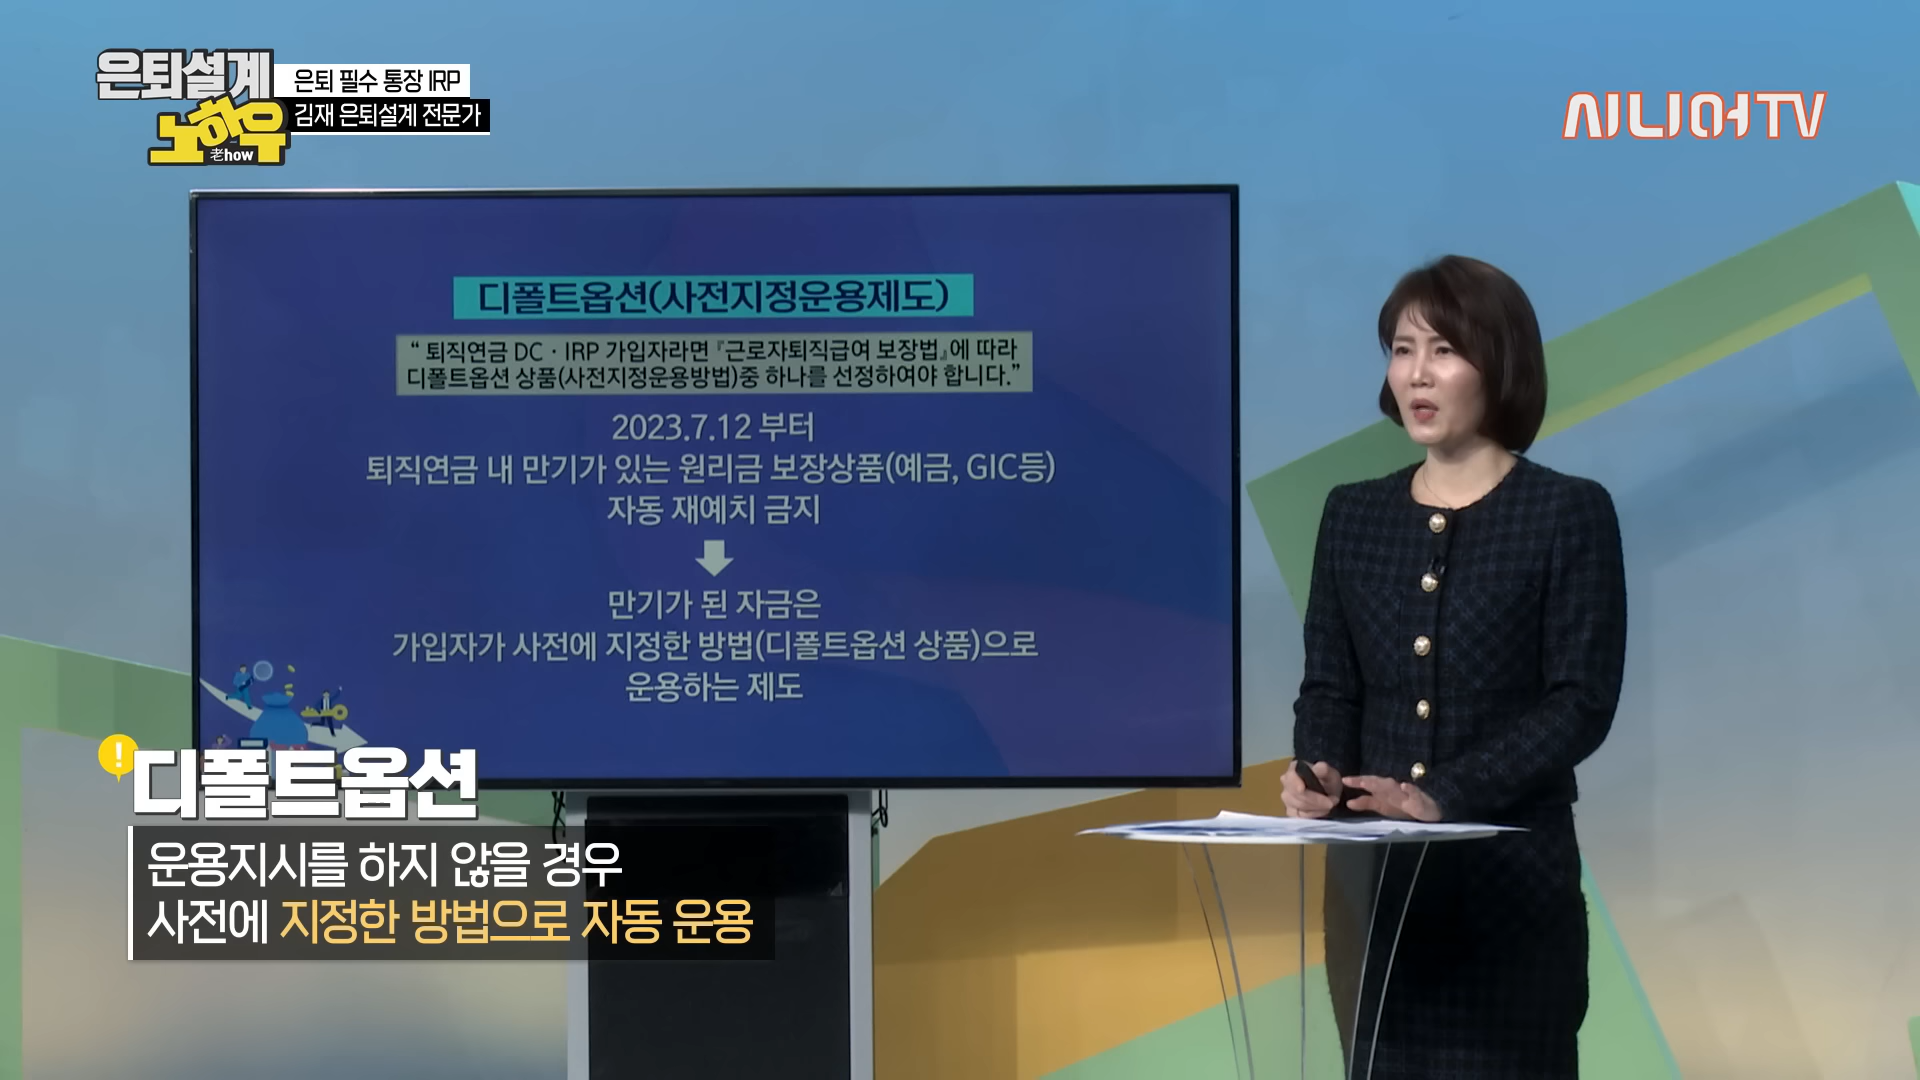 은퇴설계
노하우
老how
은퇴 필수 통장 IRP
김재 은퇴설계 전문가
시니어TV
디폴트옵션(사전지정운용제도)
“ 퇴직연금 DC · IRP 가입자라면 『근로자퇴직급여 보장법』에 따라
디폴트옵션 상품(사전지정운용방법)중 하나를 선정하여야 합니다.”
2023.7.12 부터
퇴직연금 내 만기가 있는 원리금 보장상품(예금, GIC등)
자동 재예치 금지
만기가 된 자금은
가입자가 사전에 지정한 방법(디폴트옵션 상품)으로
운용하는 제도
! 디폴트옵션
운용지시를 하지 않을 경우
사전에 지정한 방법으로 자동 운용